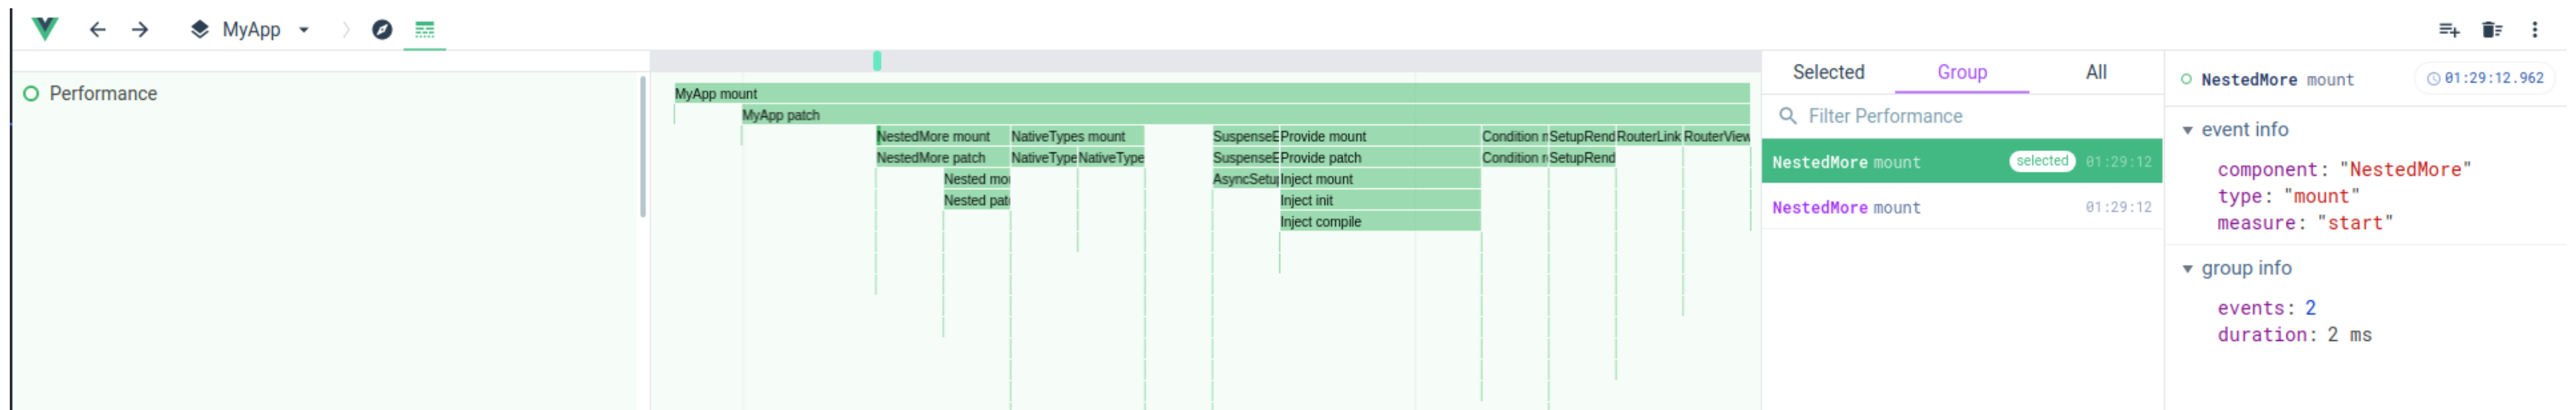 MyApp
Performance
MyApp mount
MyApp patch
NestedMore mount NativeTypes mount SuspenseE Provide mount Condition n SetupRend RouterLink RouterView
NestedMore patch NativeType NativeType SuspenseE Provide patch Condition n SetupRend
Nested mou AsyncSetup Inject mount
Nested patc Inject init
Inject compile
Selected Group All
Filter Performance
NestedMore mount selected 01:29:12
NestedMore mount 01:29:12
NestedMore mount 01:29:12.962
event info
component: "NestedMore"
type: "mount"
measure: "start"
group info
events: 2
duration: 2 ms